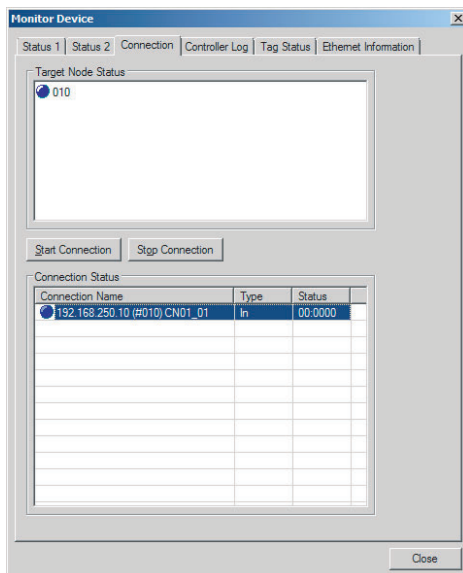 Monitor Device
Status 1 Status 2 Connection Controller Log Tag Status Ethernet Information
Target Node Status
010
Start Connection Stop Connection
Connection Status
Connection Name Type Status
192.168.250.10 (#010) CN01_01 In 00:0000
Close